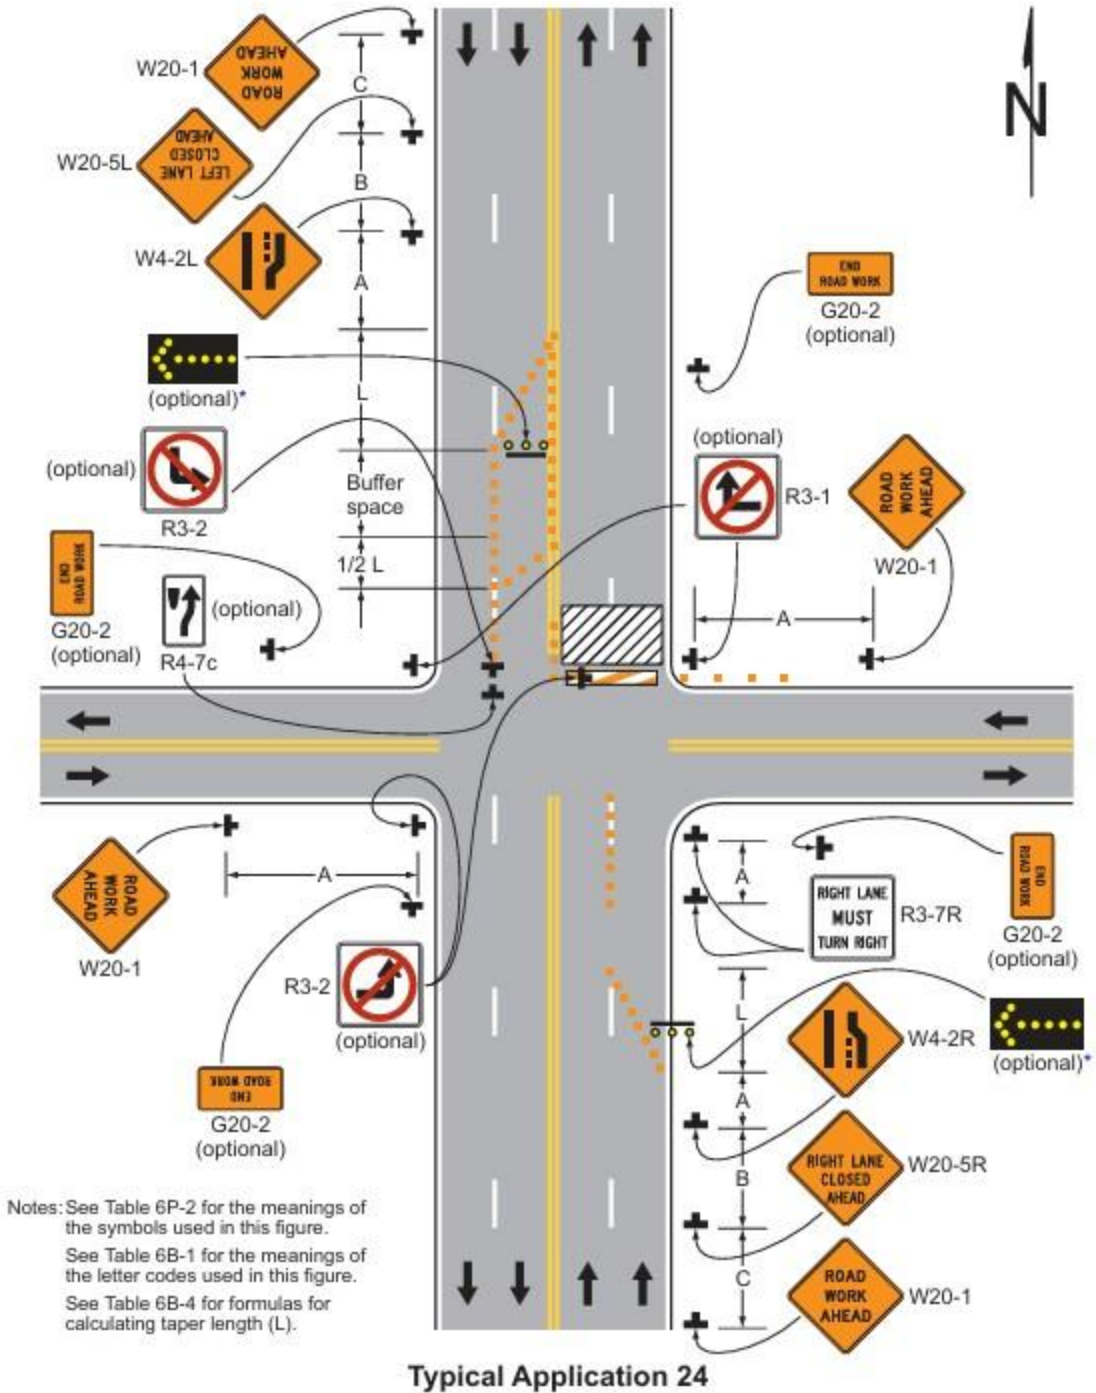 W20-1
ROAD
WORK
AHEAD
C
N
W20-5L
LEFT LANE
CLOSED
AHEAD
B
W4-2L
A
END
ROAD WORK
G20-2
(optional)
(optional)*
L
(optional)
R3-2
Buffer
space
(optional)
R3-1
ROAD
WORK
AHEAD
W20-1
1/2 L
END
ROAD WORK
G20-2
(optional)
(optional)
R4-7c
A
ROAD
WORK
AHEAD
W20-1
A
R3-2
(optional)
END
ROAD WORK
G20-2
(optional)
A
RIGHT LANE
MUST
TURN RIGHT
R3-7R
END
ROAD WORK
G20-2
(optional)
L
W4-2R
(optional)*
A
RIGHT LANE
CLOSED
AHEAD
W20-5R
B
ROAD
WORK
AHEAD
W20-1
C
Notes: See Table 6P-2 for the meanings of
the symbols used in this figure.
See Table 6B-1 for the meanings of
the letter codes used in this figure.
See Table 6B-4 for formulas for
calculating taper length (L).
Typical Application 24